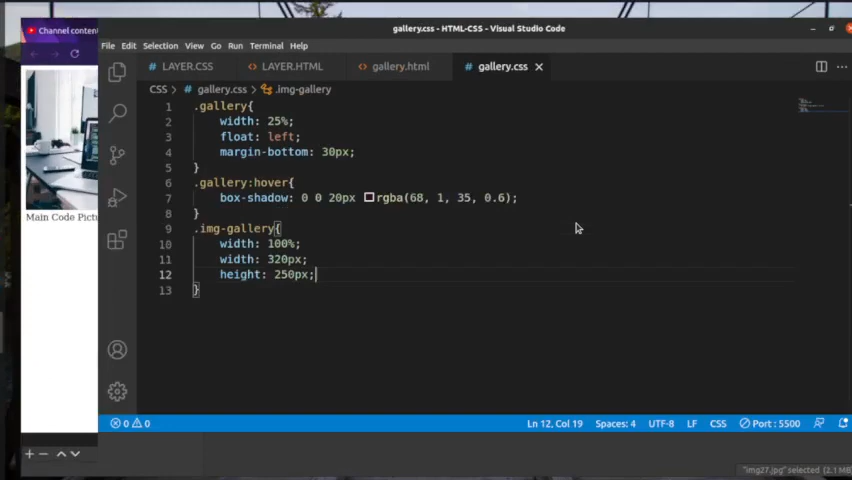 gallery.css - HTML-CSS - Visual Studio Code
Channel content
File Edit Selection View Go Run Terminal Help
LAYER.CSS LAYER.HTML gallery.html # gallery.css
CSS > # gallery.css > .img-gallery
1 .gallery{
2 width: 25%;
3 float: left;
4 margin-bottom: 30px;
5 }
6 .gallery:hover{
7 box-shadow: 0 0 20px rgba(68, 1, 35, 0.6);
8 }
9 .img-gallery{
10 width: 100%;
11 width: 320px;
12 height: 250px;
13 }
Main Code Pictu
0 0 Ln 12, Col 19 Spaces: 4 UTF-8 LF CSS Port : 5500
"img27.jpg" selected (2.1 M